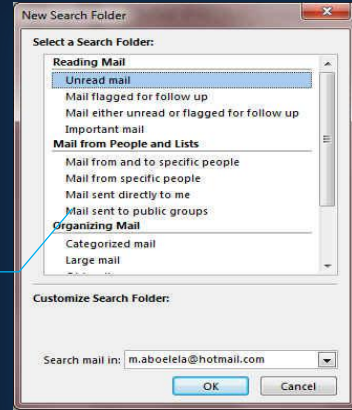 New Search Folder
Select a Search Folder:
Reading Mail
Unread mail
Mail flagged for follow up
Mail either unread or flagged for follow up
Important mail
Mail from People and Lists
Mail from and to specific people
Mail from specific people
Mail sent directly to me
Mail sent to public groups
Organizing Mail
Categorized mail
Large mail
Customize Search Folder:
Search mail in: m.aboelela@hotmail.com
OK Cancel